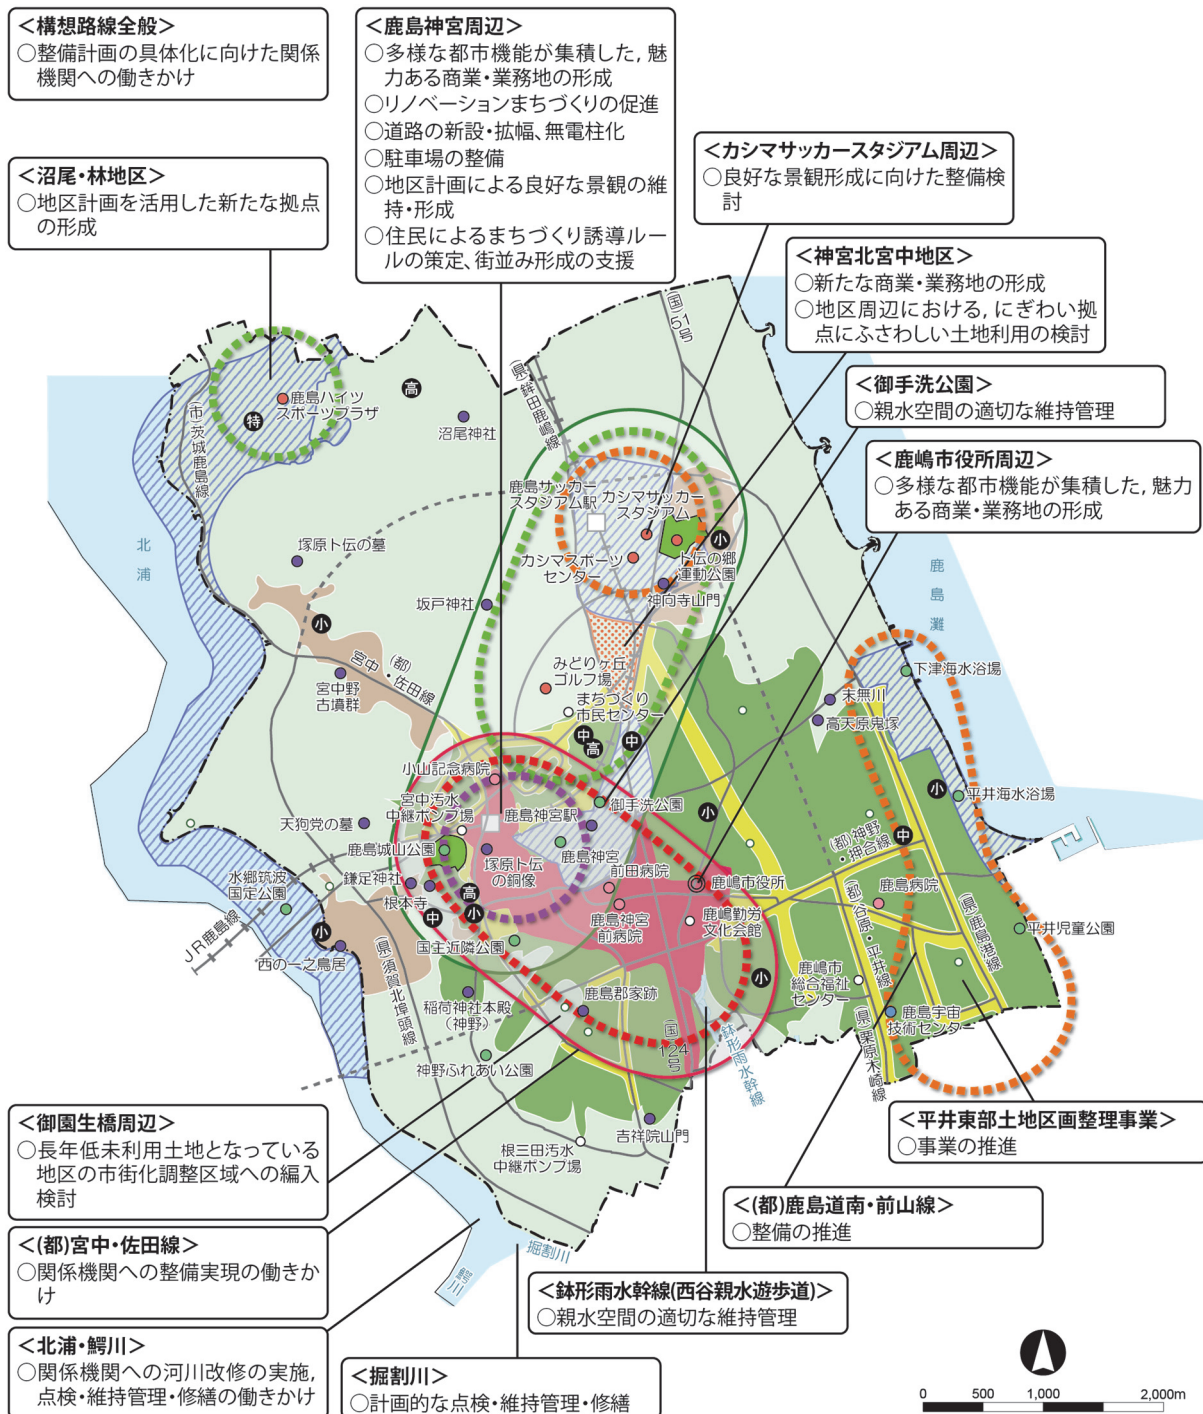 ＜構想路線全般＞
○整備計画の具体化に向けた関係
機関への働きかけ
＜鹿島神宮周辺＞
○多様な都市機能が集積した，魅
力ある商業・業務地の形成
○リノベーションまちづくりの促進
○道路の新設・拡幅、無電柱化
○駐車場の整備
○地区計画による良好な景観の維
持・形成
○住民によるまちづくり誘導ルー
ルの策定、街並み形成の支援
＜沼尾・林地区＞
○地区計画を活用した新たな拠点
の形成
＜カシマサッカースタジアム周辺＞
○良好な景観形成に向けた整備検
討
＜神宮北宮中地区＞
○新たな商業・業務地の形成
○地区周辺における，にぎわい拠
点にふさわしい土地利用の検討
＜御手洗公園＞
○親水空間の適切な維持管理
＜鹿嶋市役所周辺＞
○多様な都市機能が集積した，魅力
ある商業・業務地の形成
(国)51号
(県)鉾田鹿嶋線
(市)茨城鹿島線
鹿島ハイツ
スポーツプラザ
特
高
沼尾神社
鹿島サッカー
スタジアム駅
カシマサッカー
スタジアム
小
カシマスポーツ
センター
卜伝の郷
運動公園
神向寺山門
北浦
塚原卜伝の墓
鹿島灘
坂戸神社
小
宮中野
古墳群
(都)
宮中・佐田線
みどりヶ丘
ゴルフ場
まちづくり
市民センター
下津海水浴場
末無川
高天原鬼塚
中
高
中
小山記念病院
宮中汚水
中継ポンプ場
鹿島神宮駅
御手洗公園
小
小
平井海水浴場
天狗党の墓
鹿島城山公園
塚原卜伝
の銅像
鹿島神宮
前田病院
(都)神野・押合線
中
水郷筑波
国定公園
鎌足神社
根本寺
高
小
中
鹿島神宮
前病院
鹿嶋市役所
鹿嶋勤労
文化会館
鹿島病院
(都)谷原・平井線
(県)鹿島港線
平井児童公園
JR鹿島線
小
西の一之鳥居
国主近隣公園
小
鹿嶋市
総合福祉
センター
(県)須賀北埠頭線
稲荷神社本殿
(神野)
鹿島郡家跡
(国)124号
鉢形雨水幹線
鹿島宇宙
技術センター
(県)粟原木崎線
神野ふれあい公園
吉祥院山門
根三田汚水
中継ポンプ場
＜御園生橋周辺＞
○長年低未利用土地となっている
地区の市街化調整区域への編入
検討
＜平井東部土地区画整理事業＞
○事業の推進
＜(都)鹿島道南・前山線＞
○整備の推進
＜(都)宮中・佐田線＞
○関係機関への整備実現の働きか
け
掘割川
＜鉢形雨水幹線(西谷親水遊歩道)＞
○親水空間の適切な維持管理
＜北浦・鰐川＞
○関係機関への河川改修の実施，
点検・維持管理・修繕の働きかけ
＜掘割川＞
○計画的な点検・維持管理・修繕
0 500 1,000 2,000m